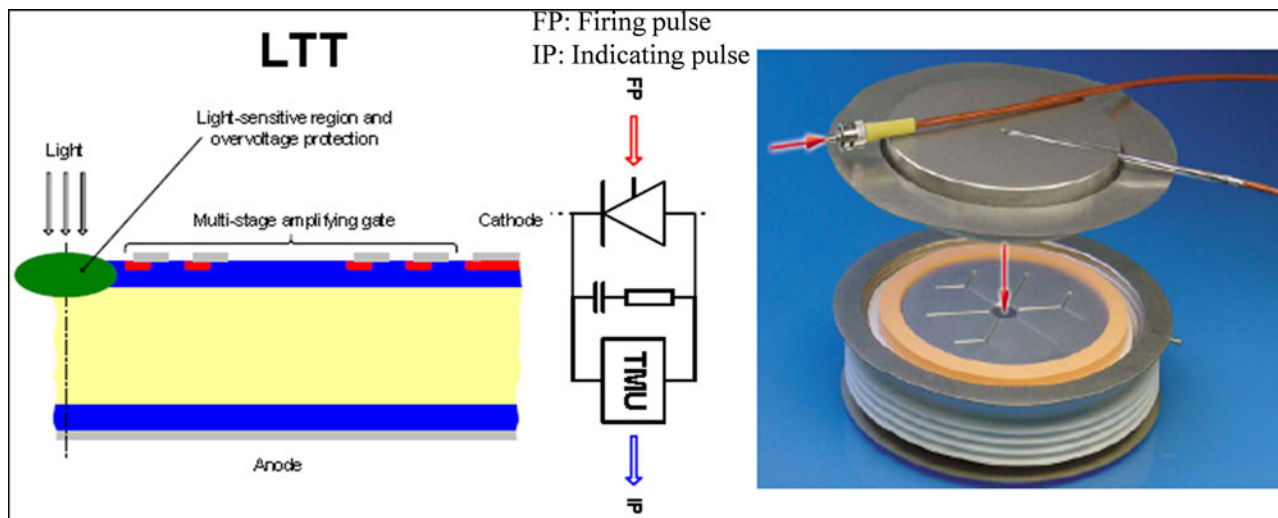 LTT
FP: Firing pulse
IP: Indicating pulse
Light-sensitive region and
overvoltage protection
Light
Multi-stage amplifying gate
Cathode
Anode
FP
TMU
IP